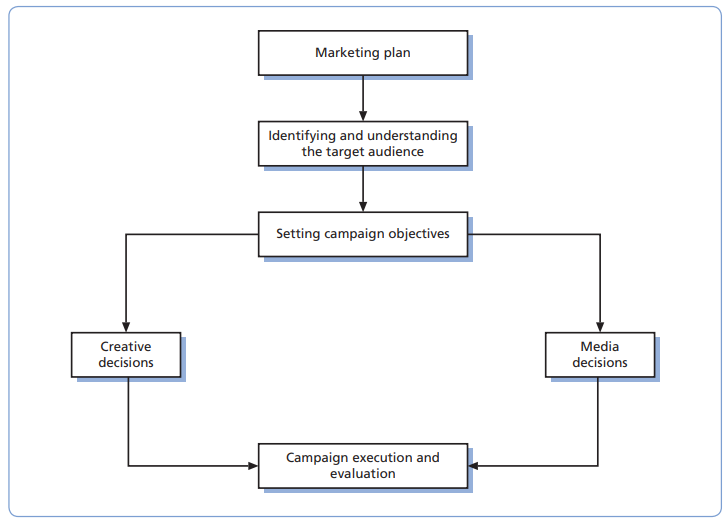 Marketing plan
Identifying and understanding
the target audience
Setting campaign objectives
Creative
decisions
Media
decisions
Campaign execution and
evaluation